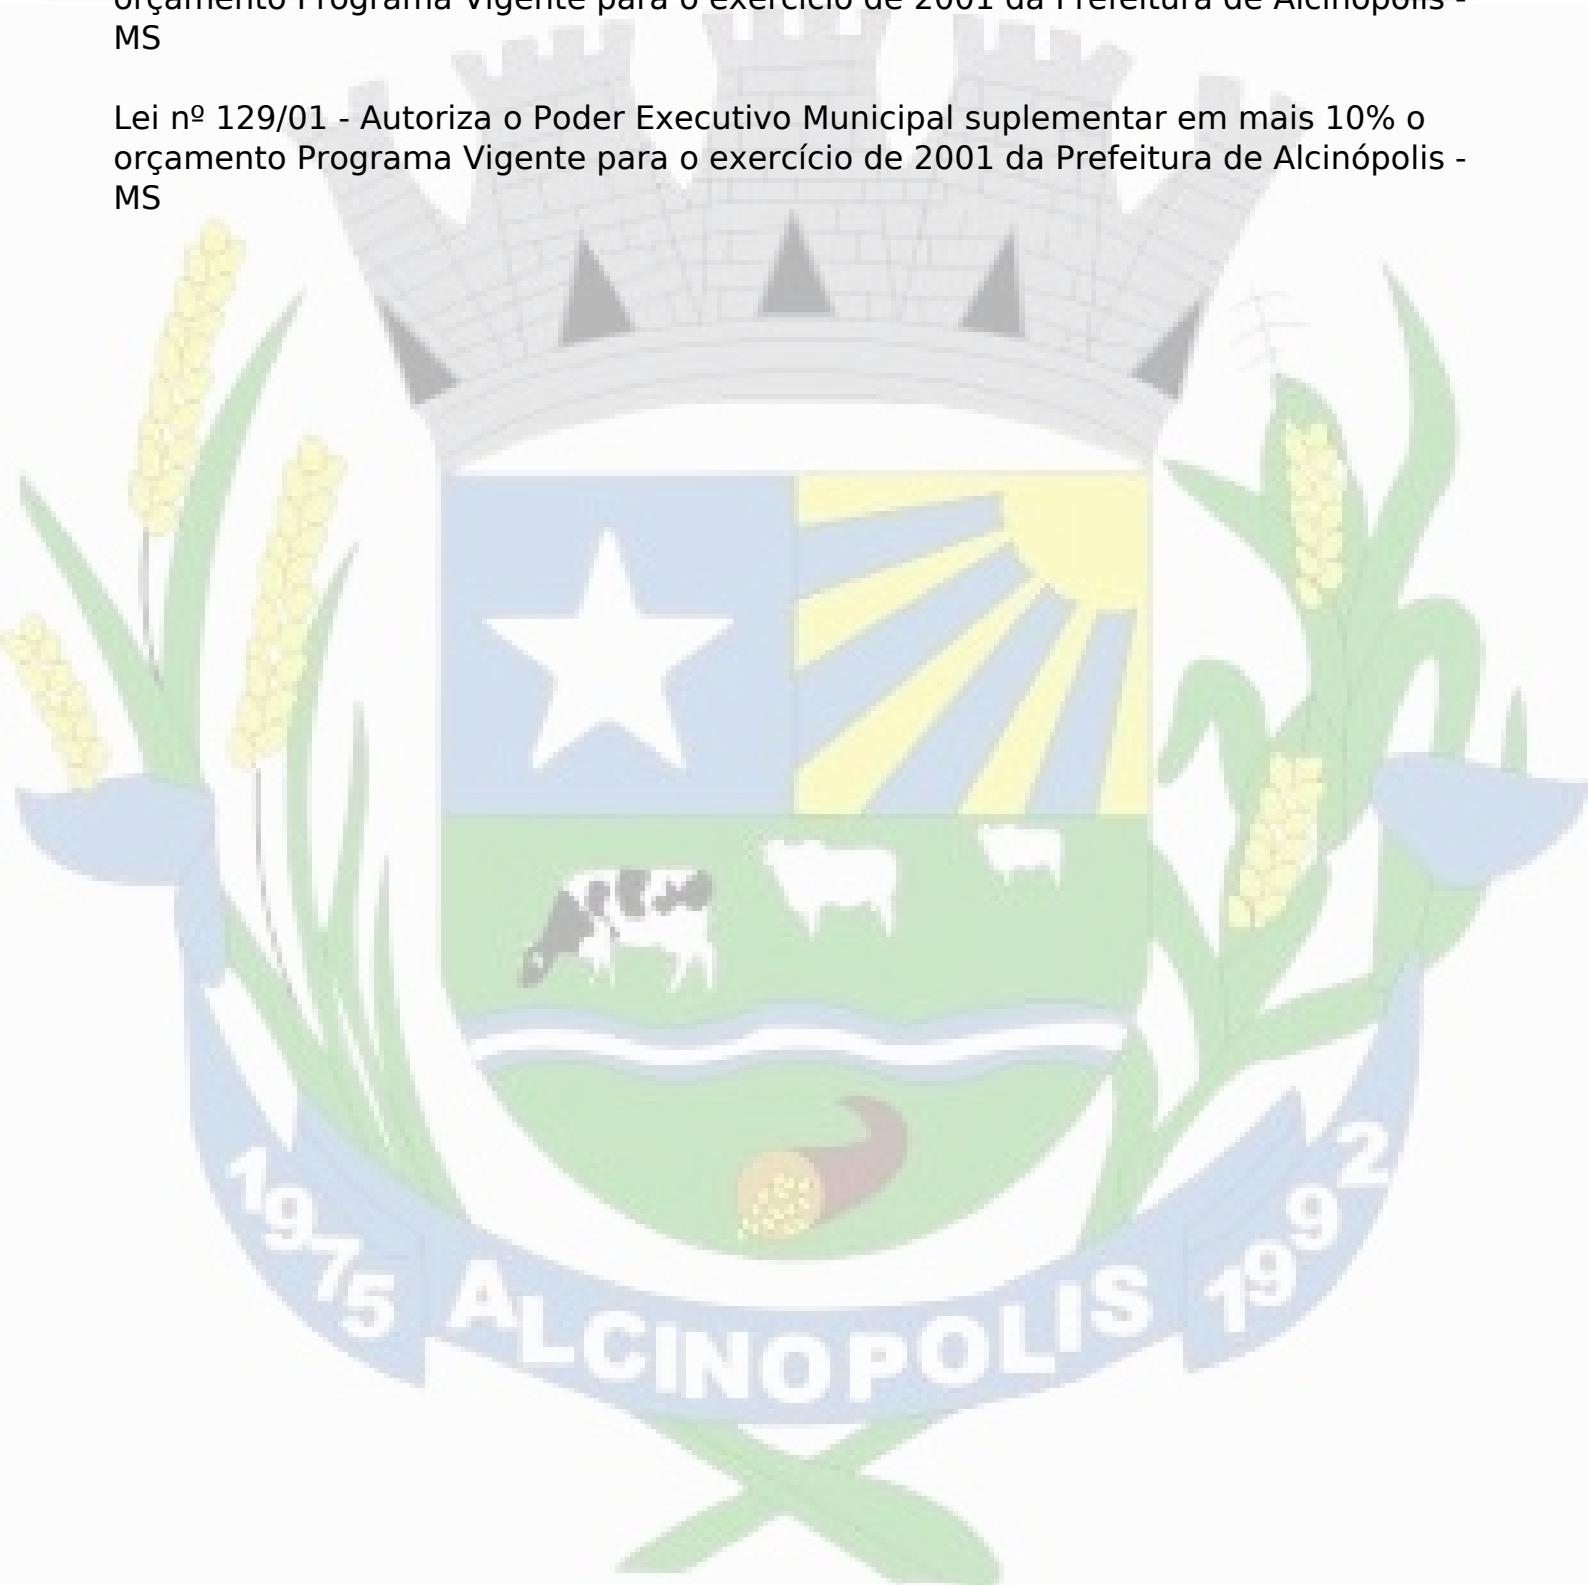 orçamento Programa Vigente para o exercício de 2001 da Prefeitura de Alcinópolis -
MS
Lei nº 129/01 - Autoriza o Poder Executivo Municipal suplementar em mais 10% o
orçamento Programa Vigente para o exercício de 2001 da Prefeitura de Alcinópolis -
MS
1975
ALCINOPOLIS
1992